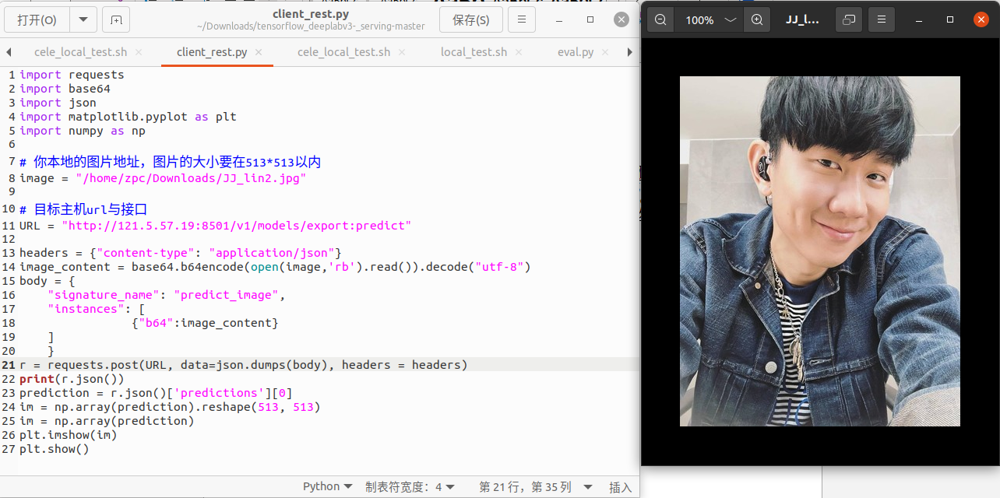 打开(O)
client_rest.py
~/Downloads/tensorflow_deeplabv3-_serving-master
保存(S)
cele_local_test.sh
client_rest.py
cele_local_test.sh
local_test.sh
eval.py
1 import requests
2 import base64
3 import json
4 import matplotlib.pyplot as plt
5 import numpy as np
6
7 # 你本地的图片地址，图片的大小要在513*513以内
8 image = "/home/zpc/Downloads/JJ_lin2.jpg"
9
10 # 目标主机url与接口
11 URL = "http://121.5.57.19:8501/v1/models/export:predict"
12
13 headers = {"content-type": "application/json"}
14 image_content = base64.b64encode(open(image,'rb').read()).decode("utf-8")
15 body = {
16     "signature_name": "predict_image",
17     "instances": [
18                 {"b64":image_content}
19     ]
20     }
21 r = requests.post(URL, data=json.dumps(body), headers = headers)
22 print(r.json())
23 prediction = r.json()['predictions'][0]
24 im = np.array(prediction).reshape(513, 513)
25 im = np.array(prediction)
26 plt.imshow(im)
27 plt.show()
Python
制表符宽度：4
第 21 行，第 35 列
插入
100%
JJ_l...